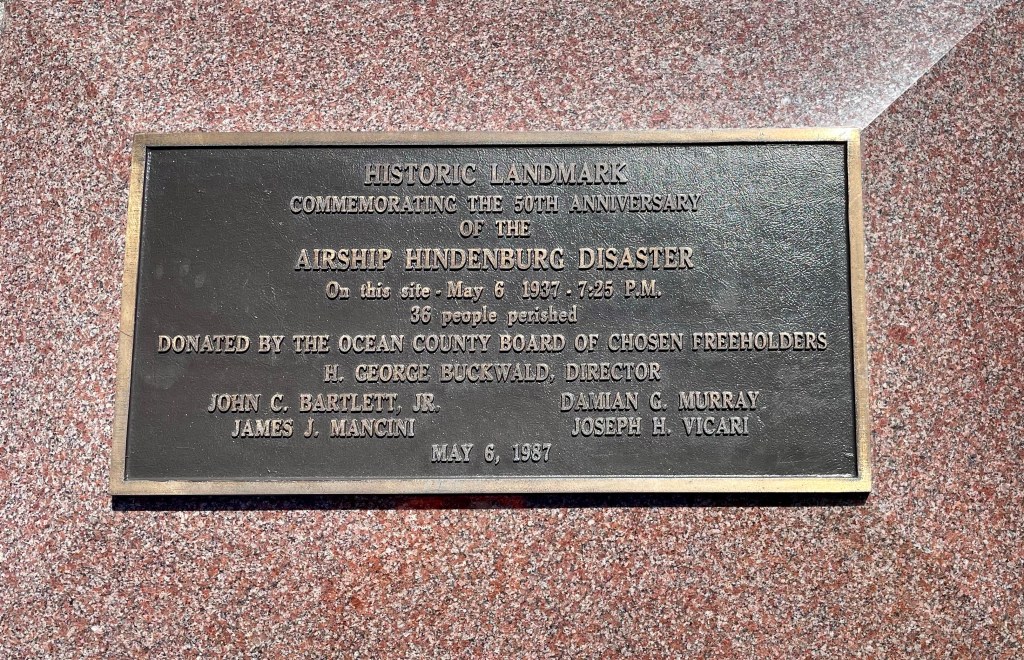 HISTORIC LANDMARK
COMMEMORATING THE 50TH ANNIVERSARY
OF THE
AIRSHIP HINDENBURG DISASTER
On this site - May 6 1937 - 7:25 P.M.
36 people perished
DONATED BY THE OCEAN COUNTY BOARD OF CHOSEN FREEHOLDERS
H. GEORGE BUCKWALD, DIRECTOR
JOHN C. BARTLETT, JR. DAMIAN G. MURRAY
JAMES J. MANCINI JOSEPH H. VICARI
MAY 6, 1987